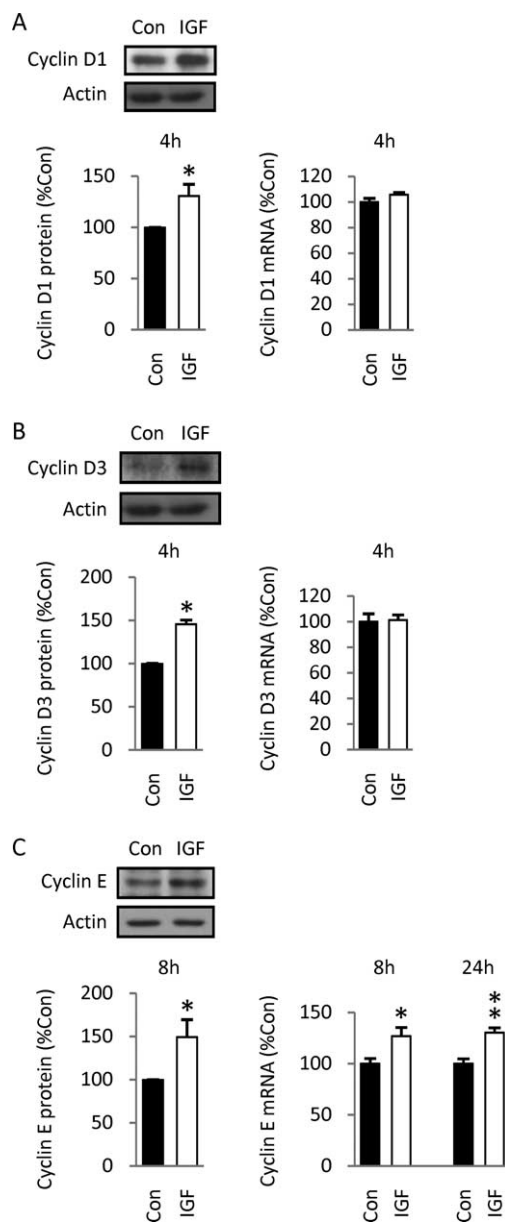 A
Con IGF
Cyclin D1
Actin
4h
Cyclin D1 protein (%Con)
150
*
100
50
0
Con
IGF
4h
Cyclin D1 mRNA (%Con)
120
100
80
60
40
20
0
Con
IGF
B
Con IGF
Cyclin D3
Actin
4h
Cyclin D3 protein (%Con)
200
150
*
100
50
0
Con
IGF
4h
Cyclin D3 mRNA (%Con)
120
100
80
60
40
20
0
Con
IGF
C
Con IGF
Cyclin E
Actin
8h
Cyclin E protein (%Con)
200
*
150
100
50
0
Con
IGF
8h 24h
Cyclin E mRNA (%Con)
150
* **
100
50
0
Con
IGF
Con
IGF